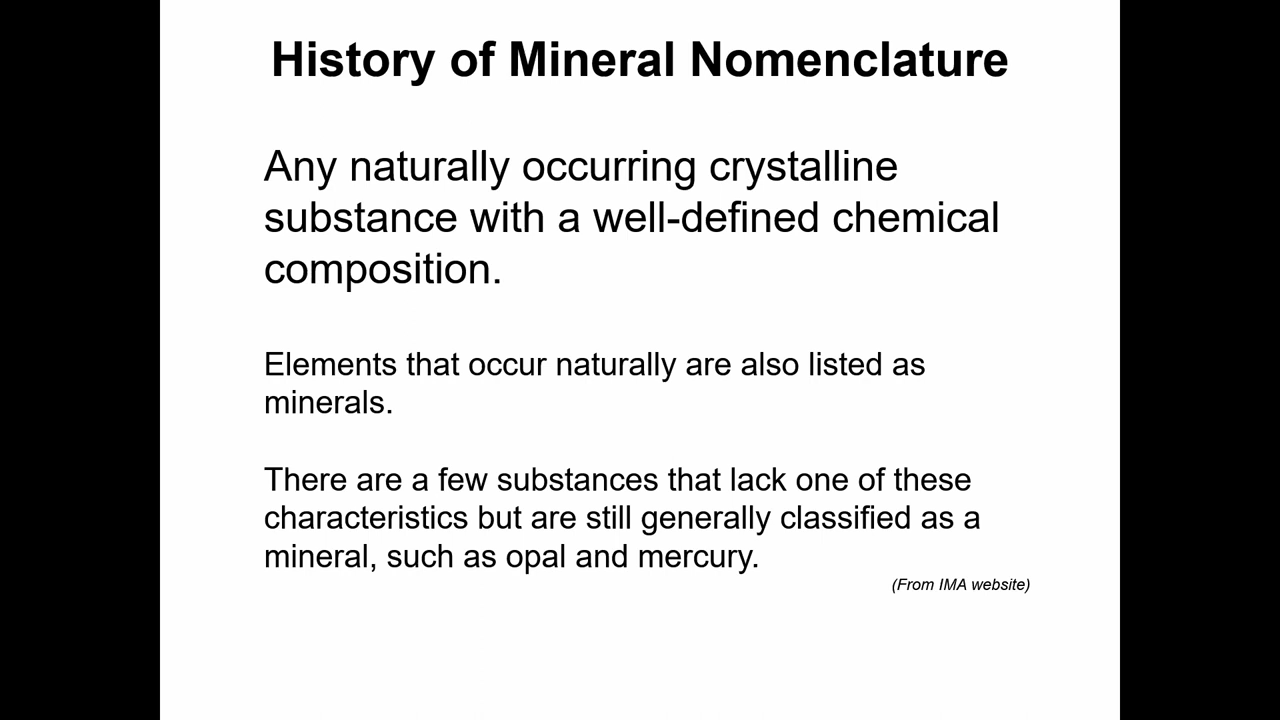 History of Mineral Nomenclature
Any naturally occurring crystalline
substance with a well-defined chemical
composition.
Elements that occur naturally are also listed as
minerals.
There are a few substances that lack one of these
characteristics but are still generally classified as a
mineral, such as opal and mercury.
(From IMA website)